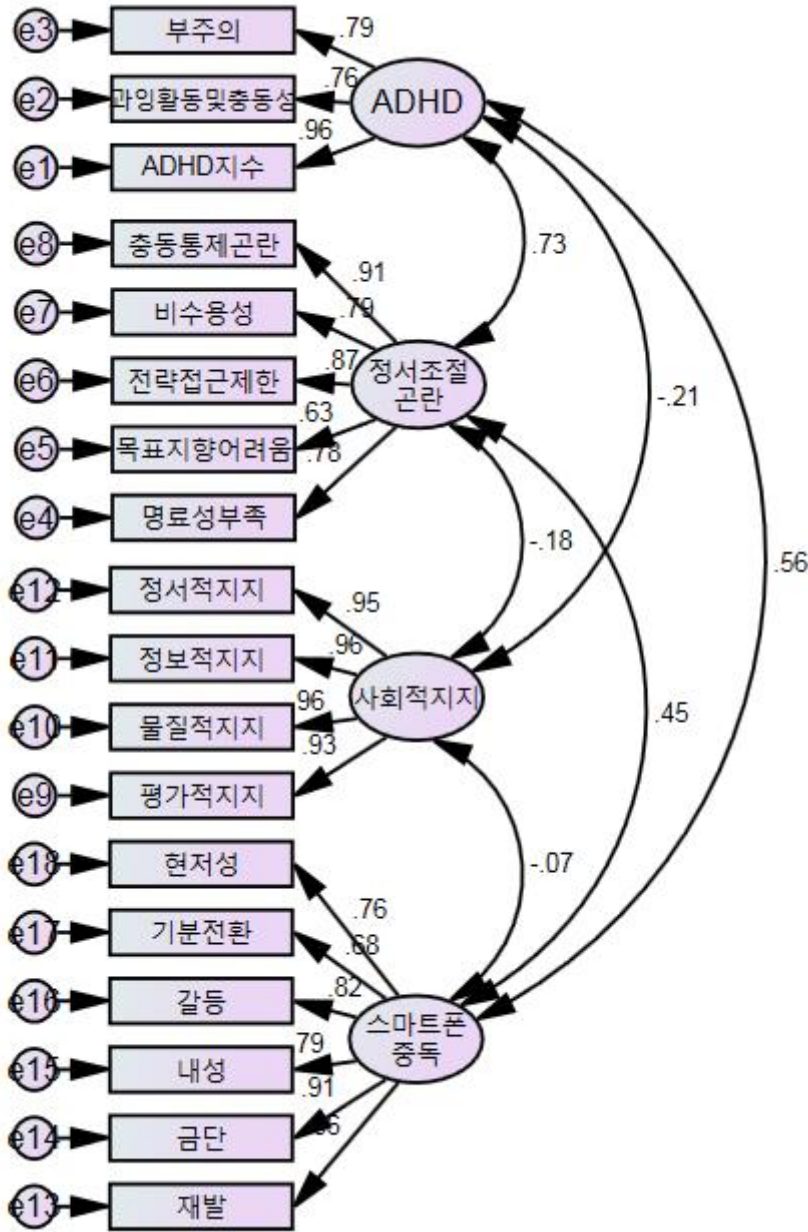 e3
부주의
.79
e2
과잉활동및충동성
.76
ADHD
e1
ADHD지수
.96
e8
충동통제곤란
.91
.73
e7
비수용성
.79
e6
전략접근제한
.87
정서조절
곤란
-.21
e5
목표지향어려움
.63
e4
명료성부족
.78
-.18
.56
e12
정서적지지
.95
e11
정보적지지
.96
사회적지지
e10
물질적지지
96
.45
e9
평가적지지
.93
e18
현저성
.76
-.07
e17
기분전환
.68
e16
갈등
.82
스마트폰
중독
e15
내성
79
e14
금단
.91
e13
재발